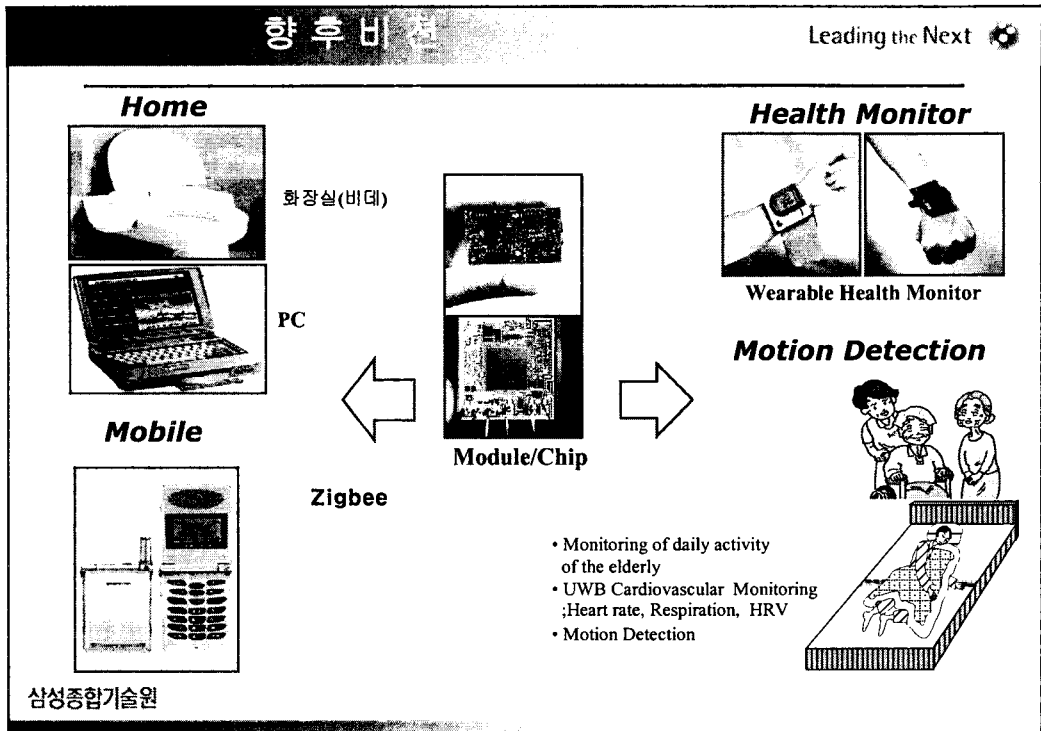 향후비전
Leading the Next
Home
화장실(비데)
PC
Mobile
Zigbee
Module/Chip
Health Monitor
Wearable Health Monitor
Motion Detection
• Monitoring of daily activity
of the elderly
• UWB Cardiovascular Monitoring
;Heart rate, Respiration, HRV
• Motion Detection
삼성종합기술원